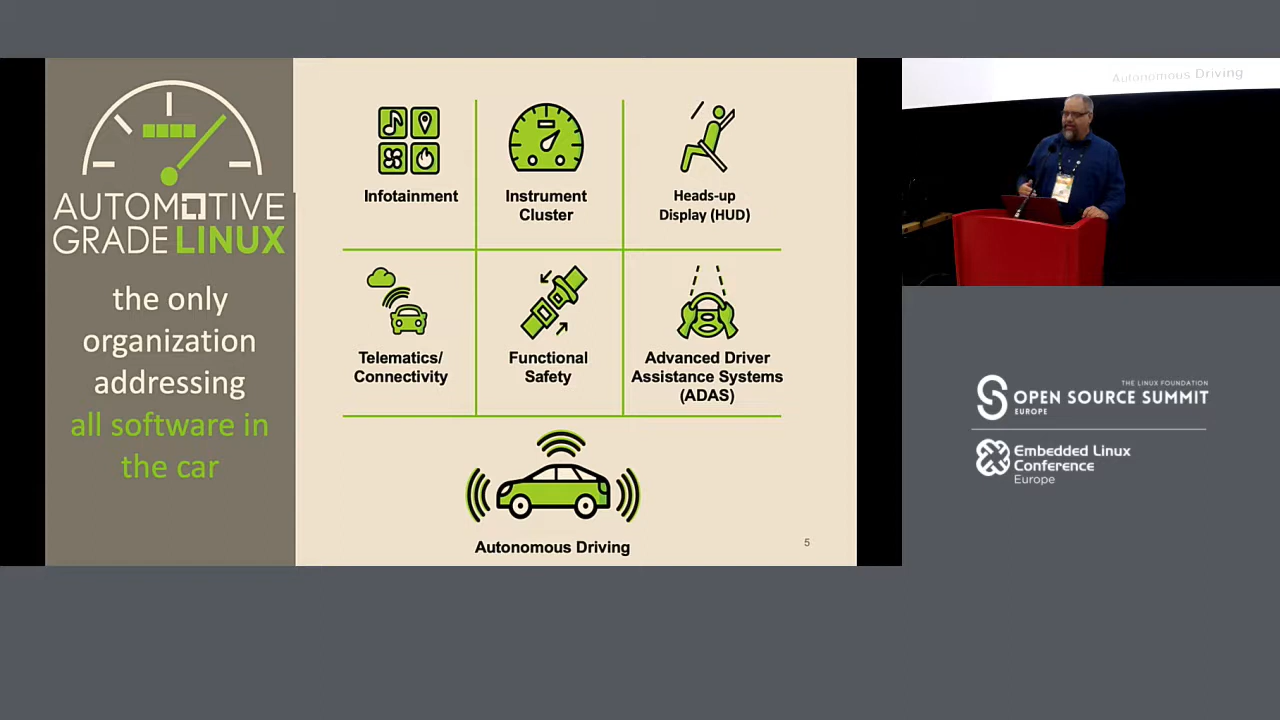 AUTOMOTIVE
GRADE LINUX
the only
organization
addressing
all software in
the car
Infotainment
Instrument
Cluster
Heads-up
Display (HUD)
Telematics/
Connectivity
Functional
Safety
Advanced Driver
Assistance Systems
(ADAS)
Autonomous Driving
5
Autonomous Driving
THE LINUX FOUNDATION
OPEN SOURCE SUMMIT
EUROPE
Embedded Linux
Conference
Europe